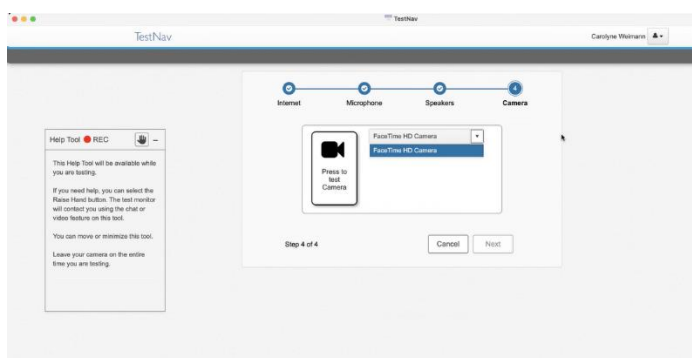 TestNav
TestNav
Carolyne Weimann
Internet
Microphone
Speakers
4
Camera
Help Tool REC
This Help Tool will be available while
you are testing.
If you need help, you can select the
Raise Hand button. The test monitor
will contact you using the chat or
video feature on this tool.
You can move or minimize this tool.
Leave your camera on the entire
time you are testing.
Press to
test
Camera
FaceTime HD Camera
FaceTime HD Camera
Step 4 of 4
Cancel
Next